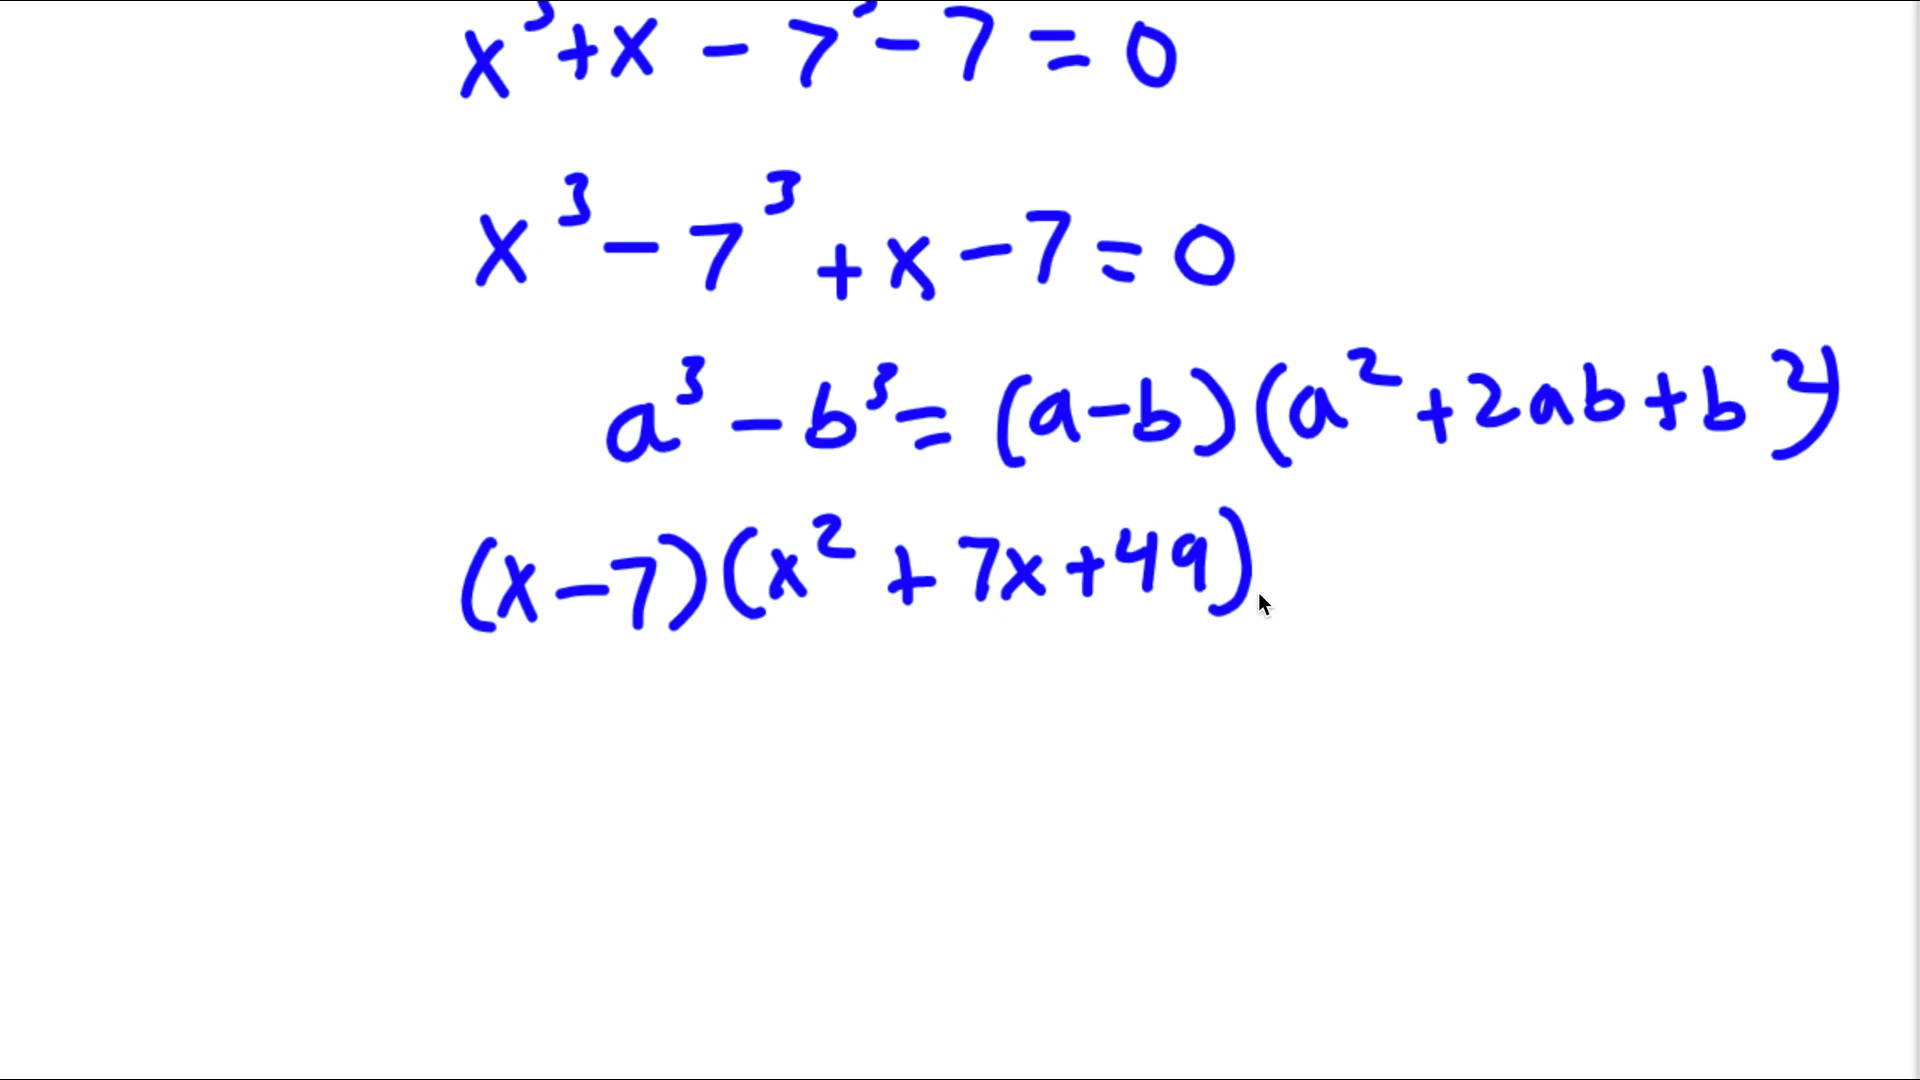 x³+x-7³-7=0
x³-7³+x-7=0
a³-b³=(a-b)(a²+2ab+b²)
(x-7)(x²+7x+49)